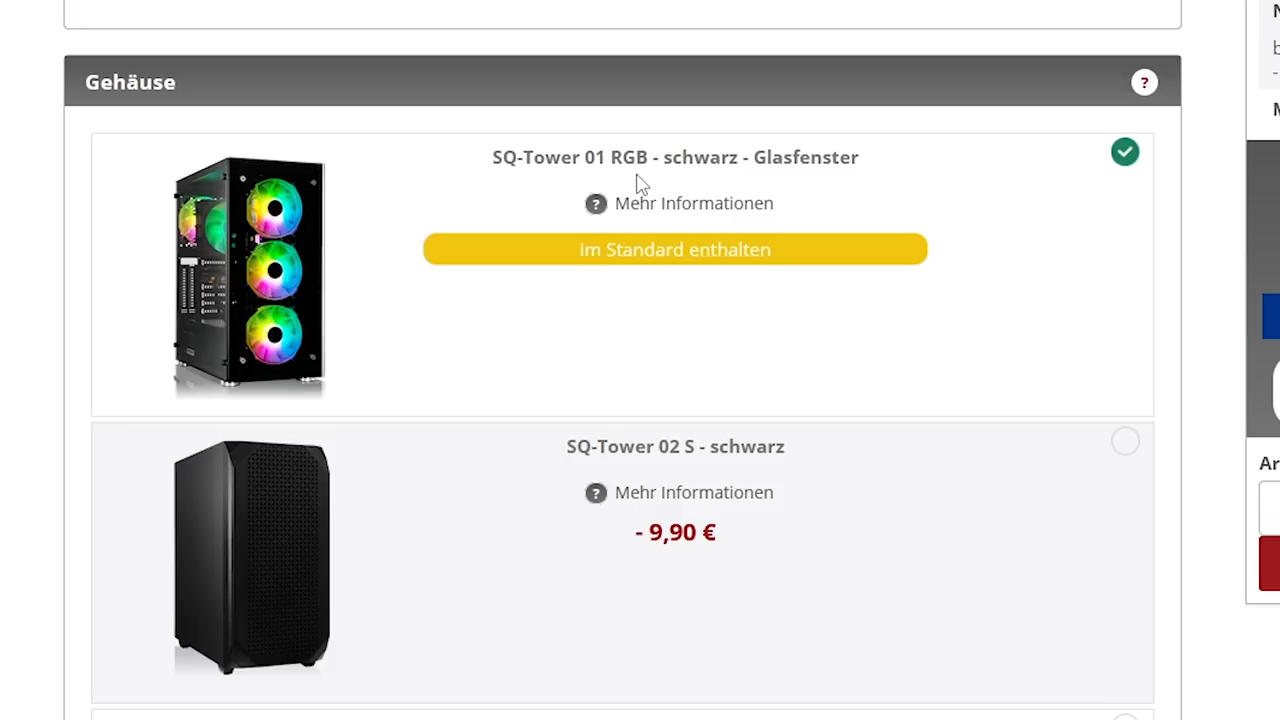 Gehäuse
?
SQ-Tower 01 RGB - schwarz - Glasfenster
? Mehr Informationen
im Standard enthalten
SQ-Tower 02 S - schwarz
? Mehr Informationen
- 9,90 €
Ar